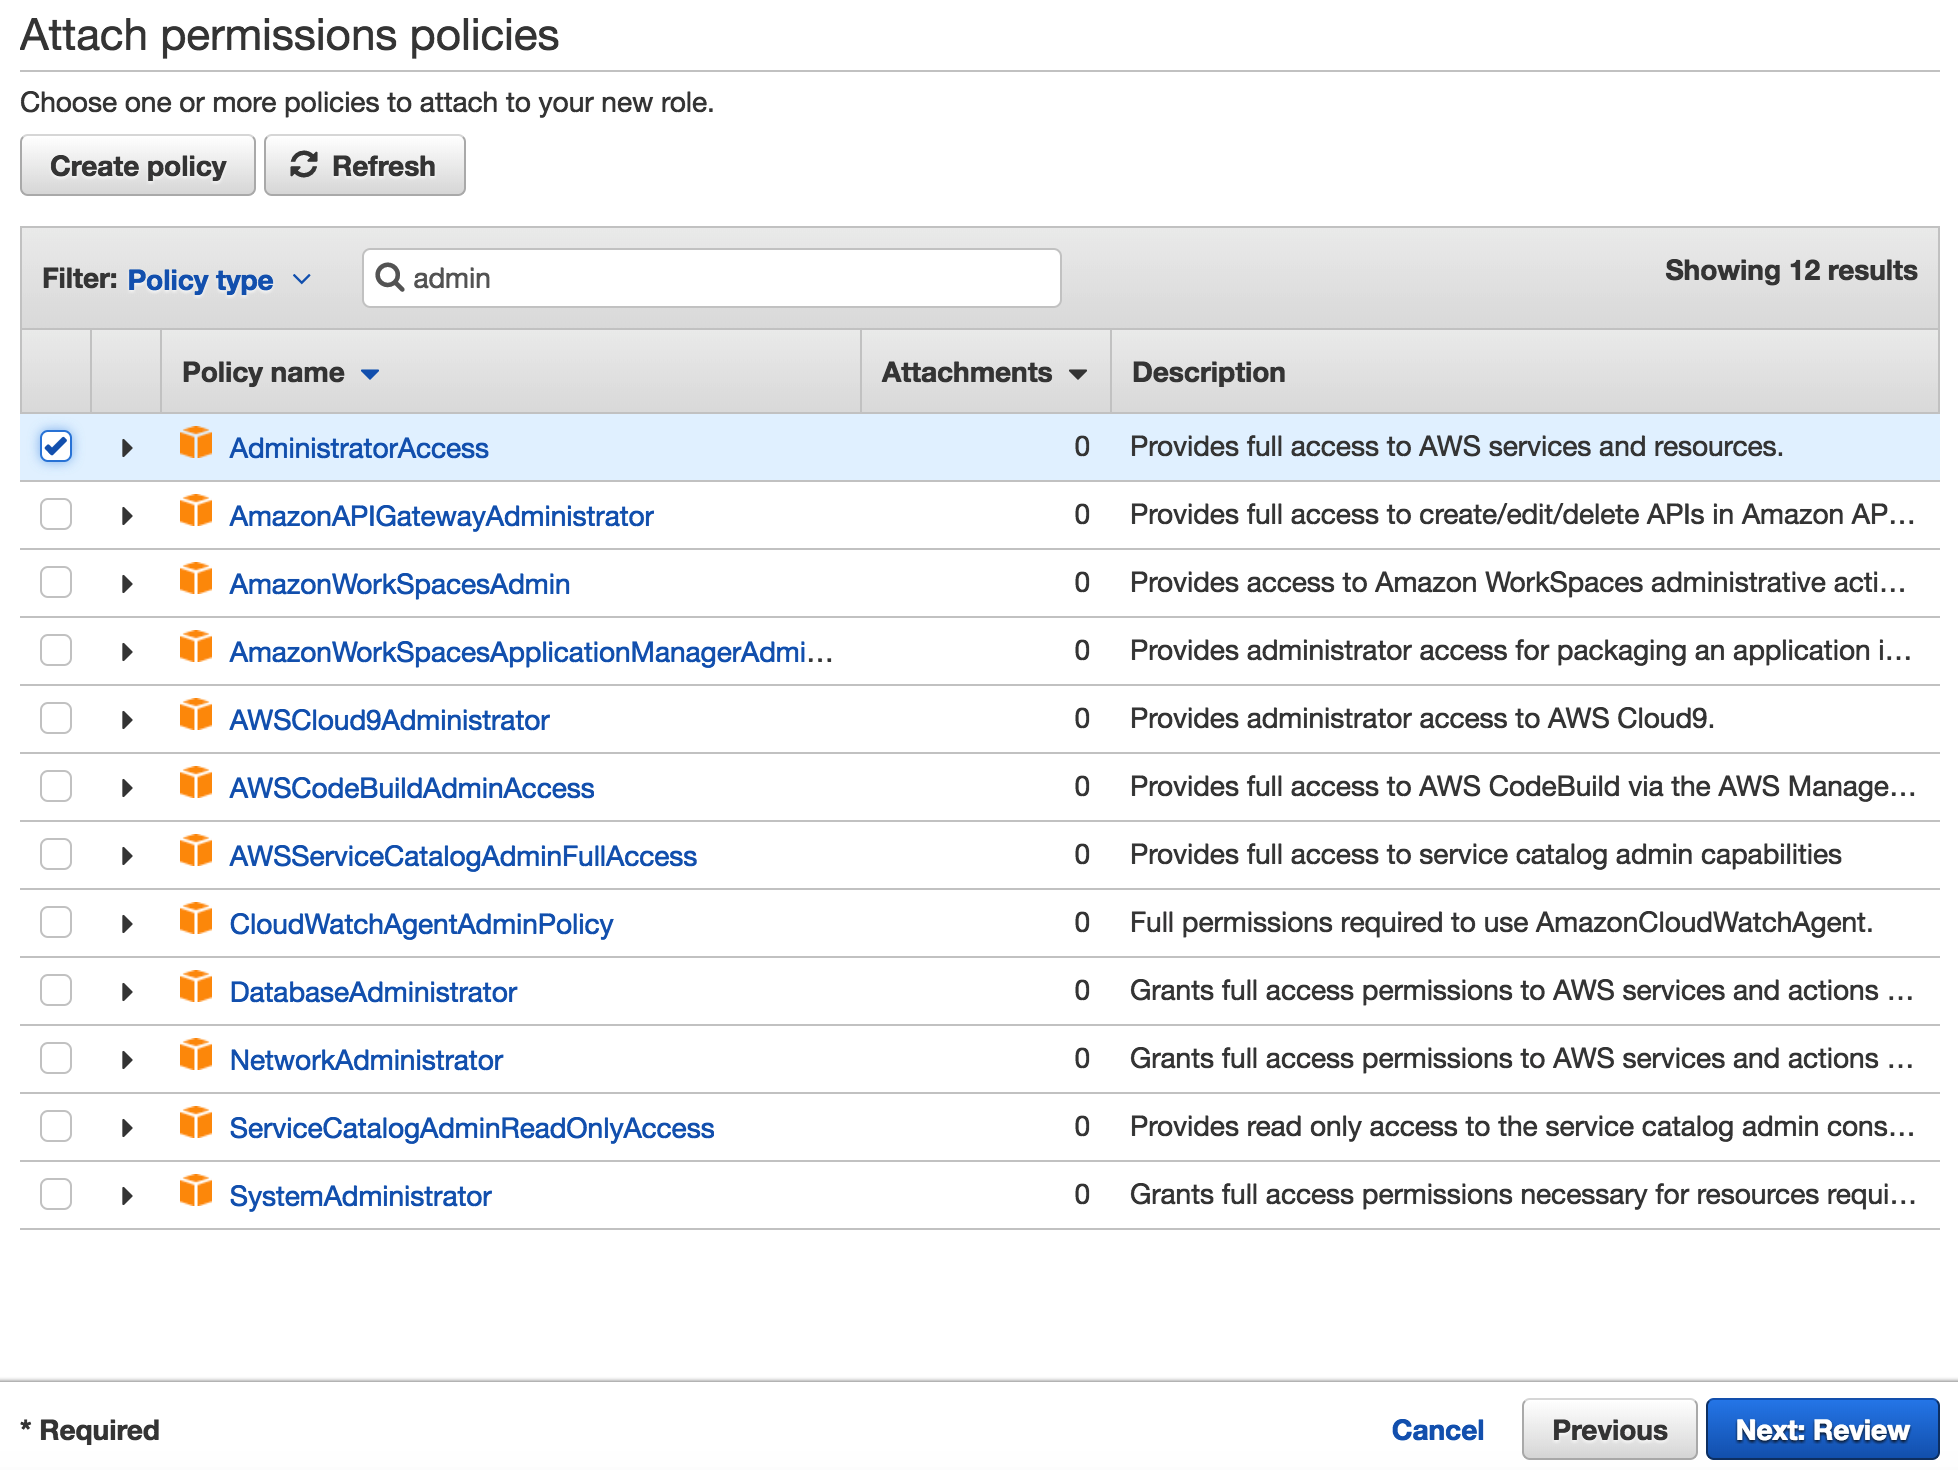 Attach permissions policies
Choose one or more policies to attach to your new role.
Create policy Refresh
Filter: Policy type admin Showing 12 results
Policy name Attachments Description
AdministratorAccess 0 Provides full access to AWS services and resources.
AmazonAPIGatewayAdministrator 0 Provides full access to create/edit/delete APIs in Amazon AP...
AmazonWorkSpacesAdmin 0 Provides access to Amazon WorkSpaces administrative acti...
AmazonWorkSpacesApplicationManagerAdmi... 0 Provides administrator access for packaging an application i...
AWSCloud9Administrator 0 Provides administrator access to AWS Cloud9.
AWSCodeBuildAdminAccess 0 Provides full access to AWS CodeBuild via the AWS Manage...
AWSServiceCatalogAdminFullAccess 0 Provides full access to service catalog admin capabilities
CloudWatchAgentAdminPolicy 0 Full permissions required to use AmazonCloudWatchAgent.
DatabaseAdministrator 0 Grants full access permissions to AWS services and actions ...
NetworkAdministrator 0 Grants full access permissions to AWS services and actions ...
ServiceCatalogAdminReadOnlyAccess 0 Provides read only access to the service catalog admin cons...
SystemAdministrator 0 Grants full access permissions necessary for resources requi...
* Required Cancel Previous Next: Review